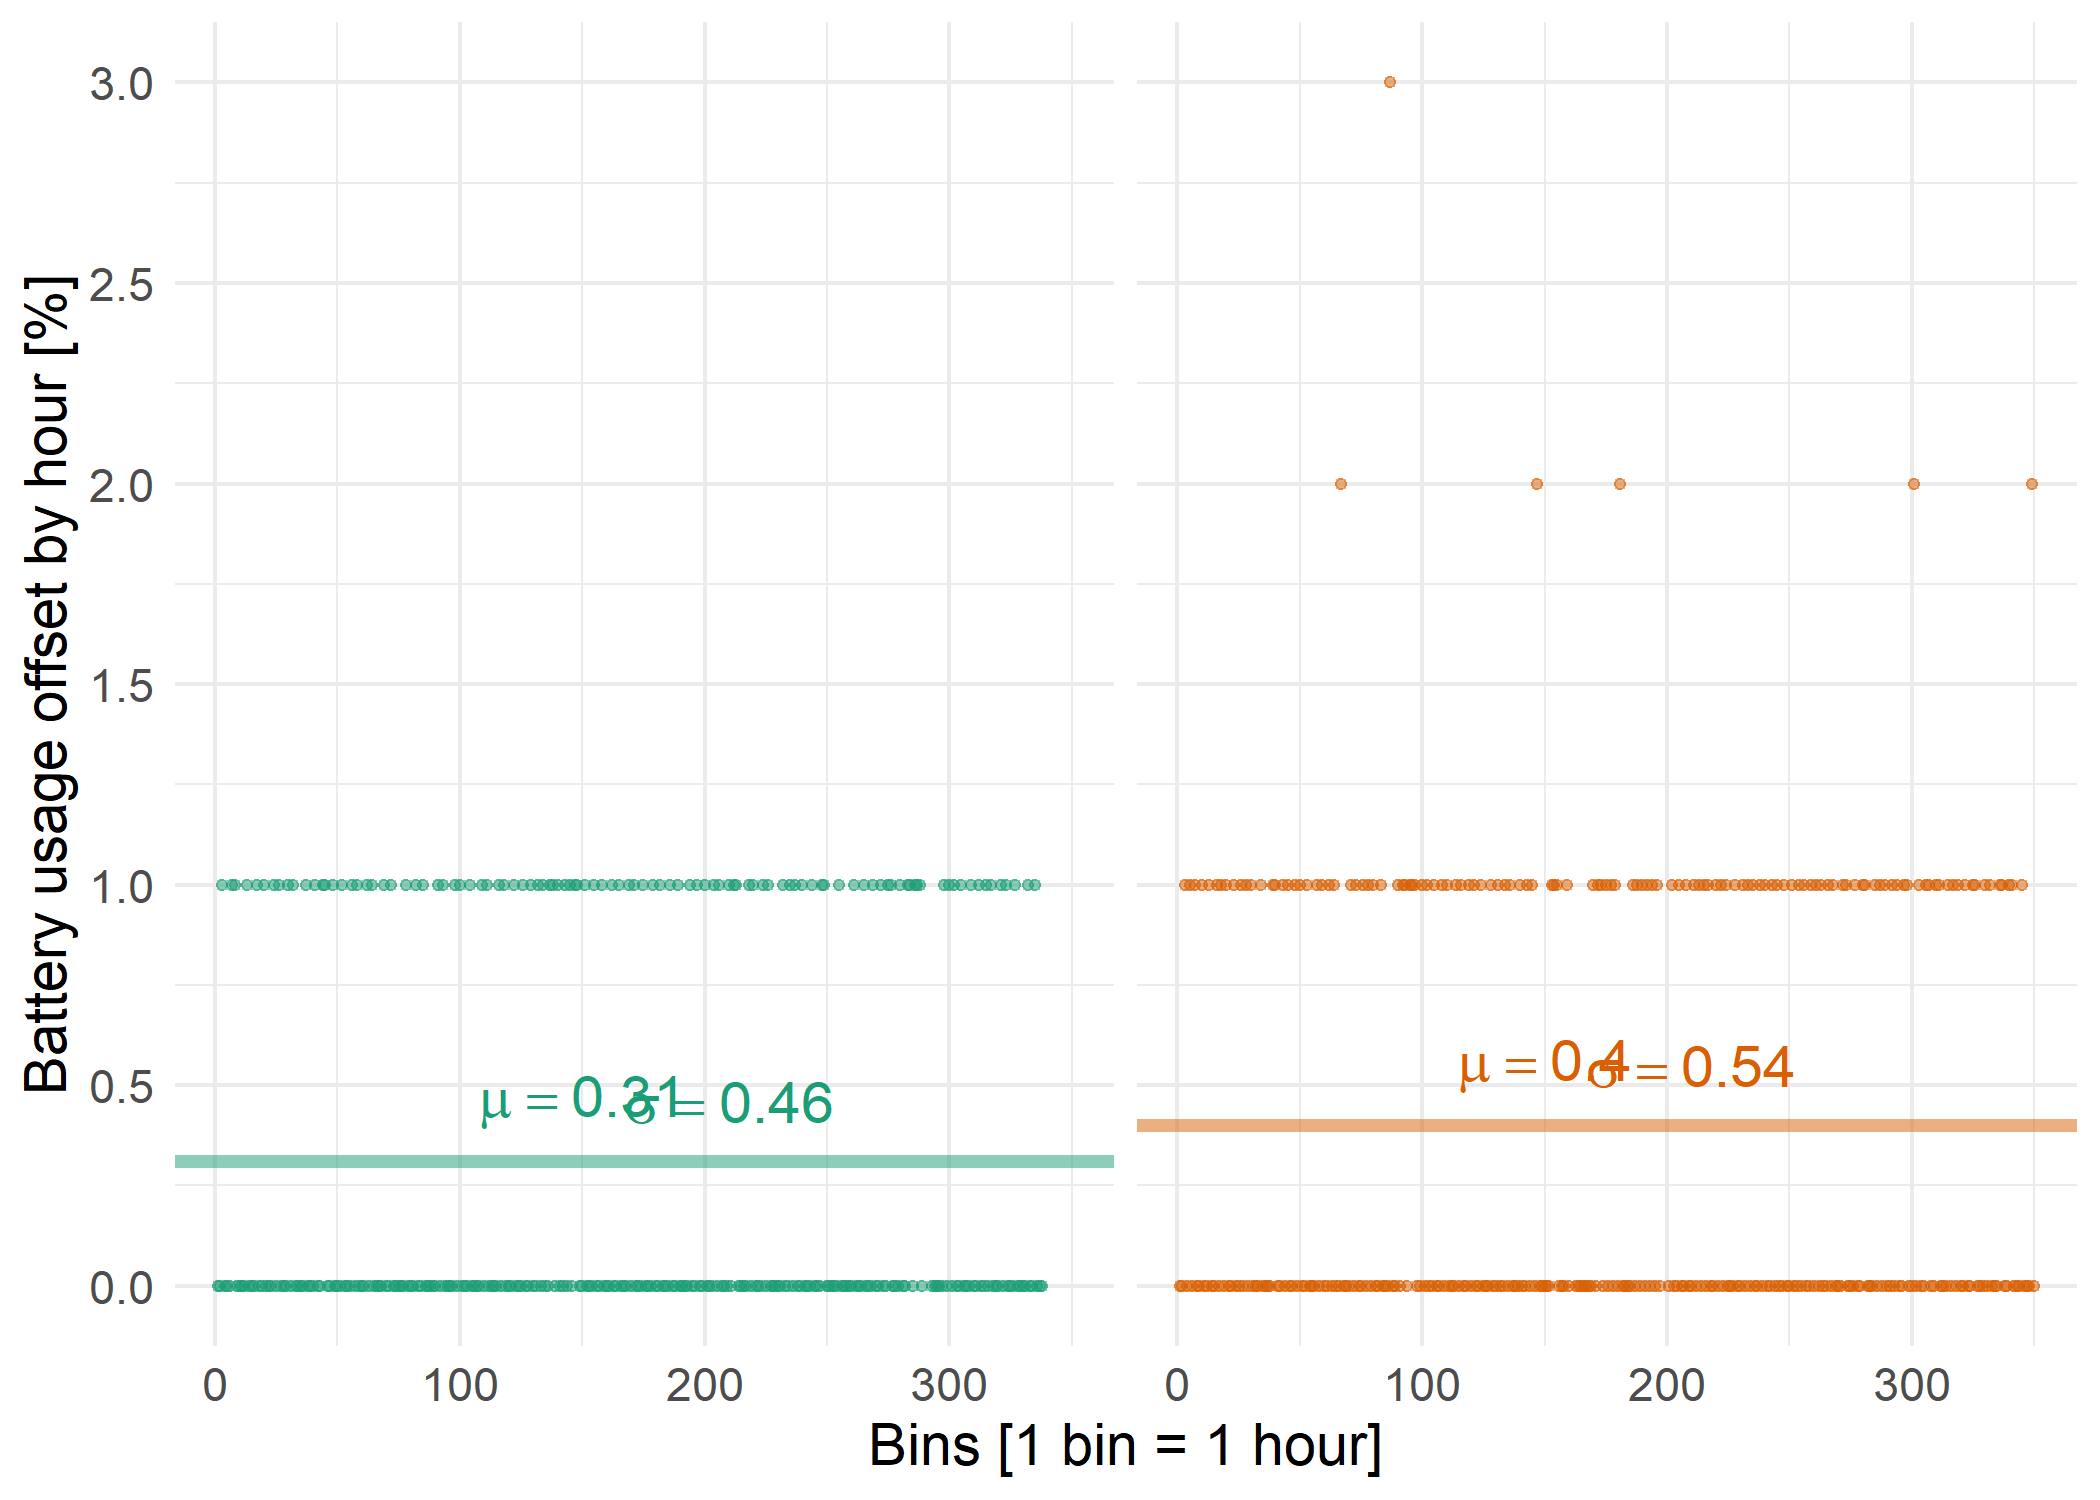 Battery usage offset by hour [%]
3.0
2.5
2.0
1.5
1.0
0.5
0.0
μ = 0.31
σ = 0.46
μ = 0.4
σ = 0.54
0 100 200 300
0 100 200 300
Bins [1 bin = 1 hour]